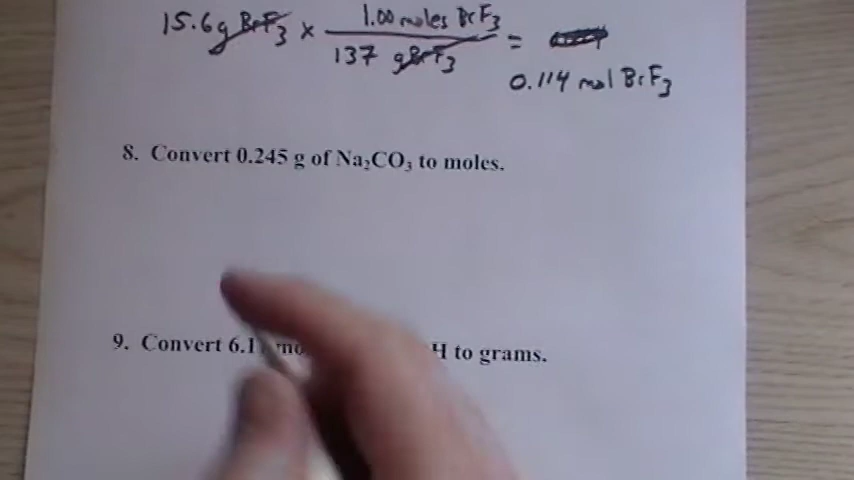 15.6g BrF₃ × 1.00 moles BrF₃ / 137 gBrF₃ =
0.114 mol BrF₃
8. Convert 0.245 g of Na₂CO₃ to moles.
9. Convert 6.1 to grams.